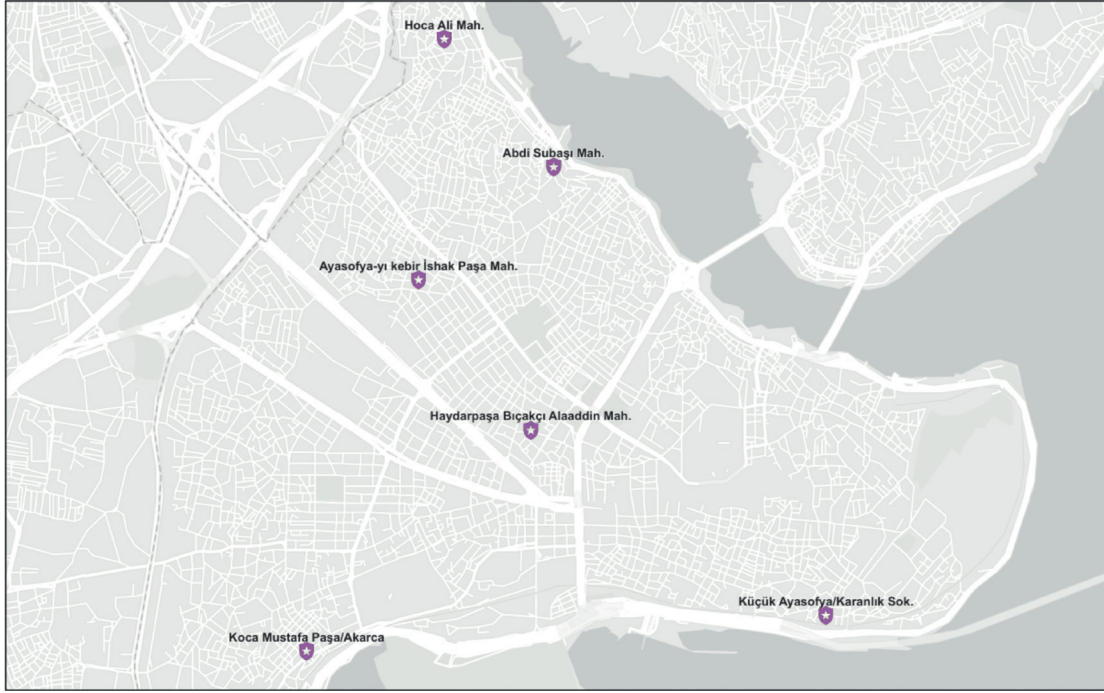 Hoca Ali Mah.
Abdi Subaşı Mah.
Ayasofya-yı kebir İshak Paşa Mah.
Haydarpaşa Bıçakçı Alaaddin Mah.
Küçük Ayasofya/Karanlık Sok.
Koca Mustafa Paşa/Akarca